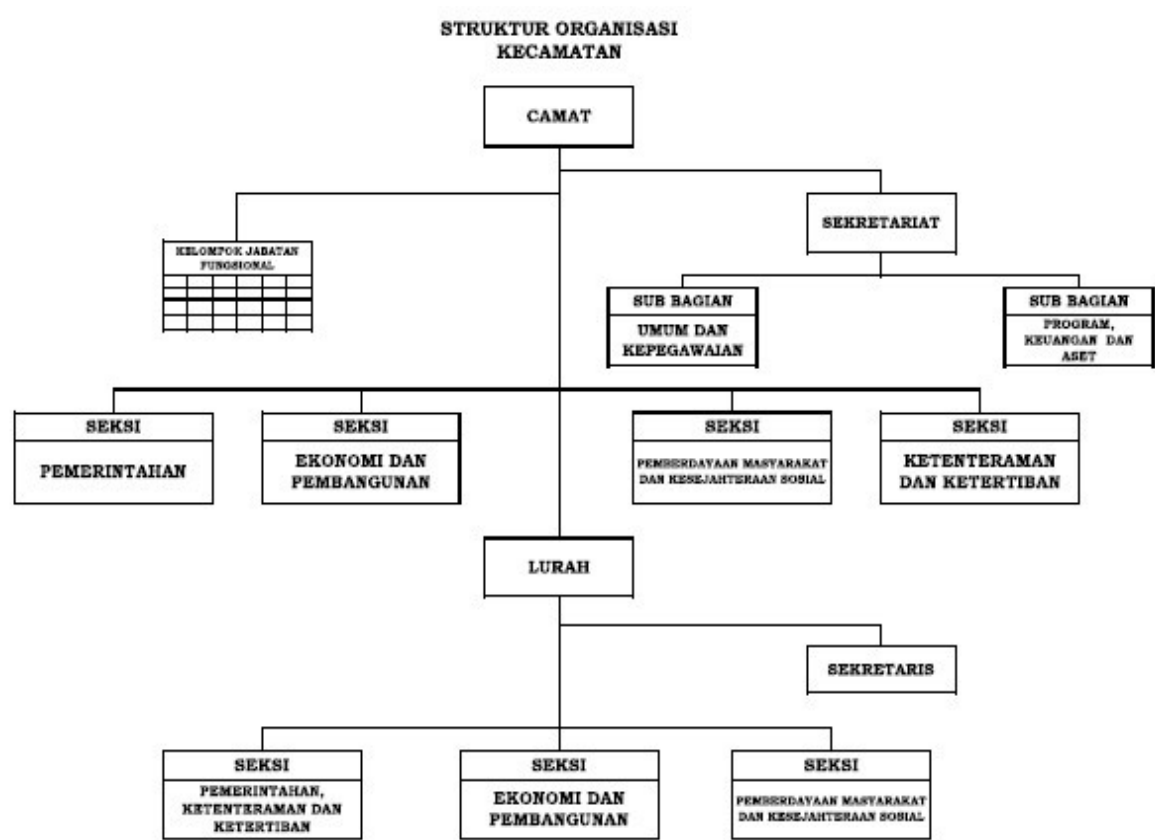 STRUKTUR ORGANISASI
KECAMATAN
CAMAT
SEKRETARIAT
KELOMPOK JABATAN
FUNGSIONAL
SUB BAGIAN
UMUM DAN
KEPEGAWAIAN
SUB BAGIAN
PROGRAM,
KEUANGAN DAN
ASET
SEKSI
PEMERINTAHAN
SEKSI
EKONOMI DAN
PEMBANGUNAN
SEKSI
PEMBERDAYAAN MASYARAKAT
DAN KESEJAHTERAAN SOSIAL
SEKSI
KETENTERAMAN
DAN KETERTIBAN
LURAH
SEKRETARIS
SEKSI
PEMERINTAHAN,
KETENTERAMAN DAN
KETERTIBAN
SEKSI
EKONOMI DAN
PEMBANGUNAN
SEKSI
PEMBERDAYAAN MASYARAKAT
DAN KESEJAHTERAAN SOSIAL